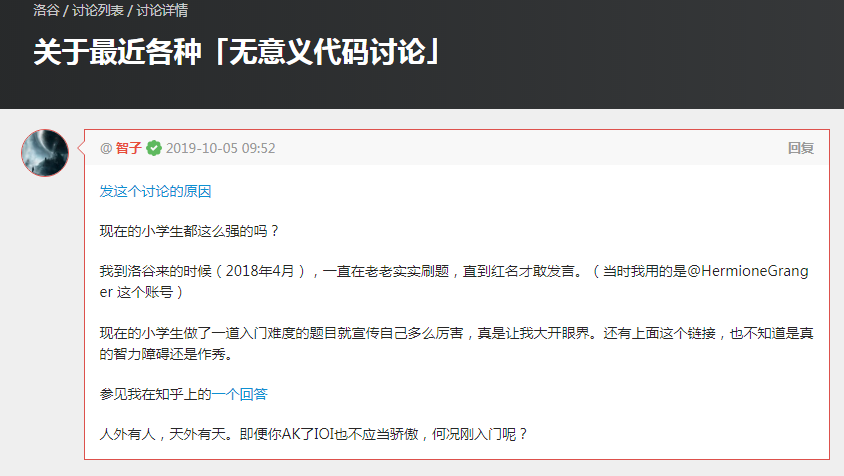 洛谷 / 讨论列表 / 讨论详情
关于最近各种「无意义代码讨论」
@ 智子 2019-10-05 09:52 回复
发这个讨论的原因
现在的小学生都这么强的吗？
我到洛谷来的时候（2018年4月），一直在老老实实刷题，直到红名才敢发言。（当时我用的是@HermioneGrang
er 这个账号）
现在的小学生做了一道入门难度的题目就宣传自己多么厉害，真是让我大开眼界。还有上面这个链接，也不知道是真
的智力障碍还是作秀。
参见我在知乎上的一个回答
人外有人，天外有天。即便你AK了IOI也不应当骄傲，何况刚入门呢？